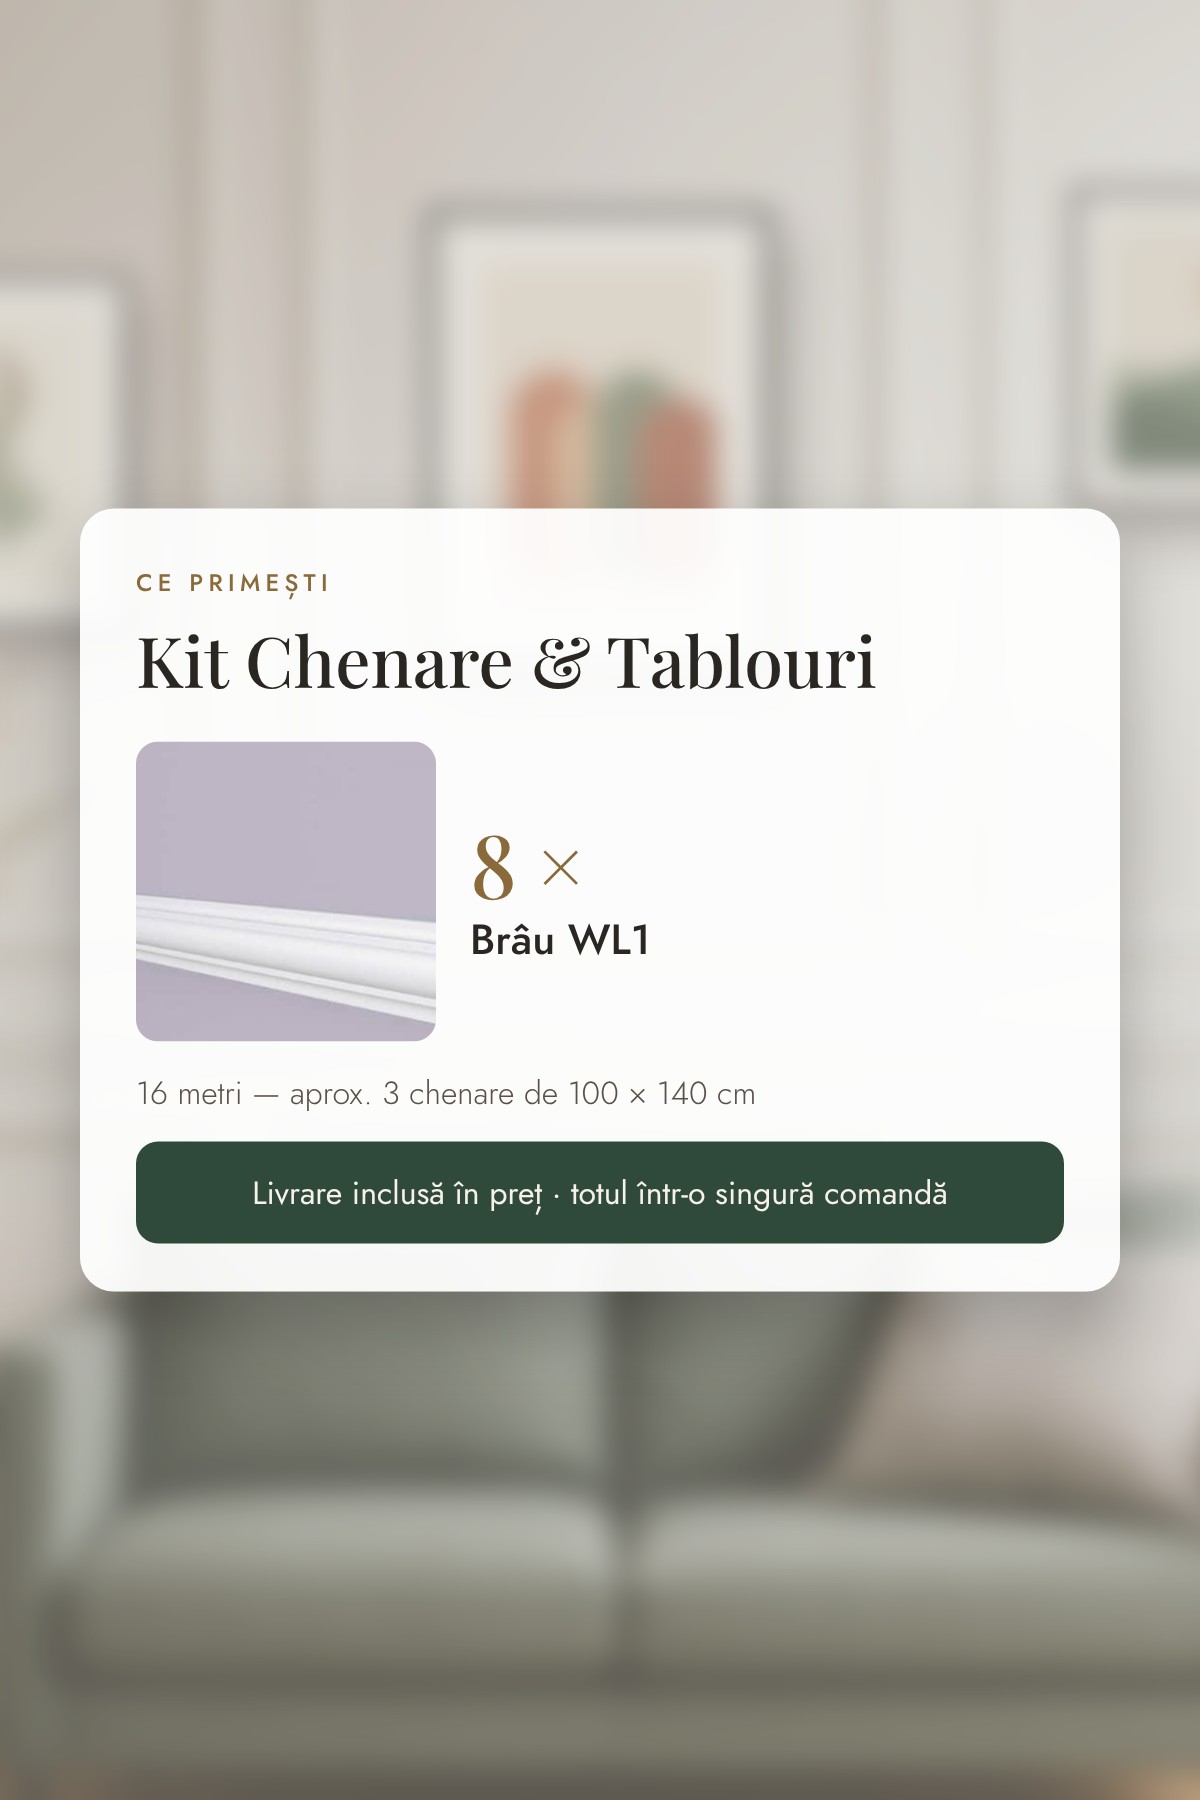 CE PRIMEȘTI
Kit Chenare & Tablouri
8 ×
Brâu WL1
16 metri — aprox. 3 chenare de 100 × 140 cm
Livrare inclusă în preț · totul într-o singură comandă